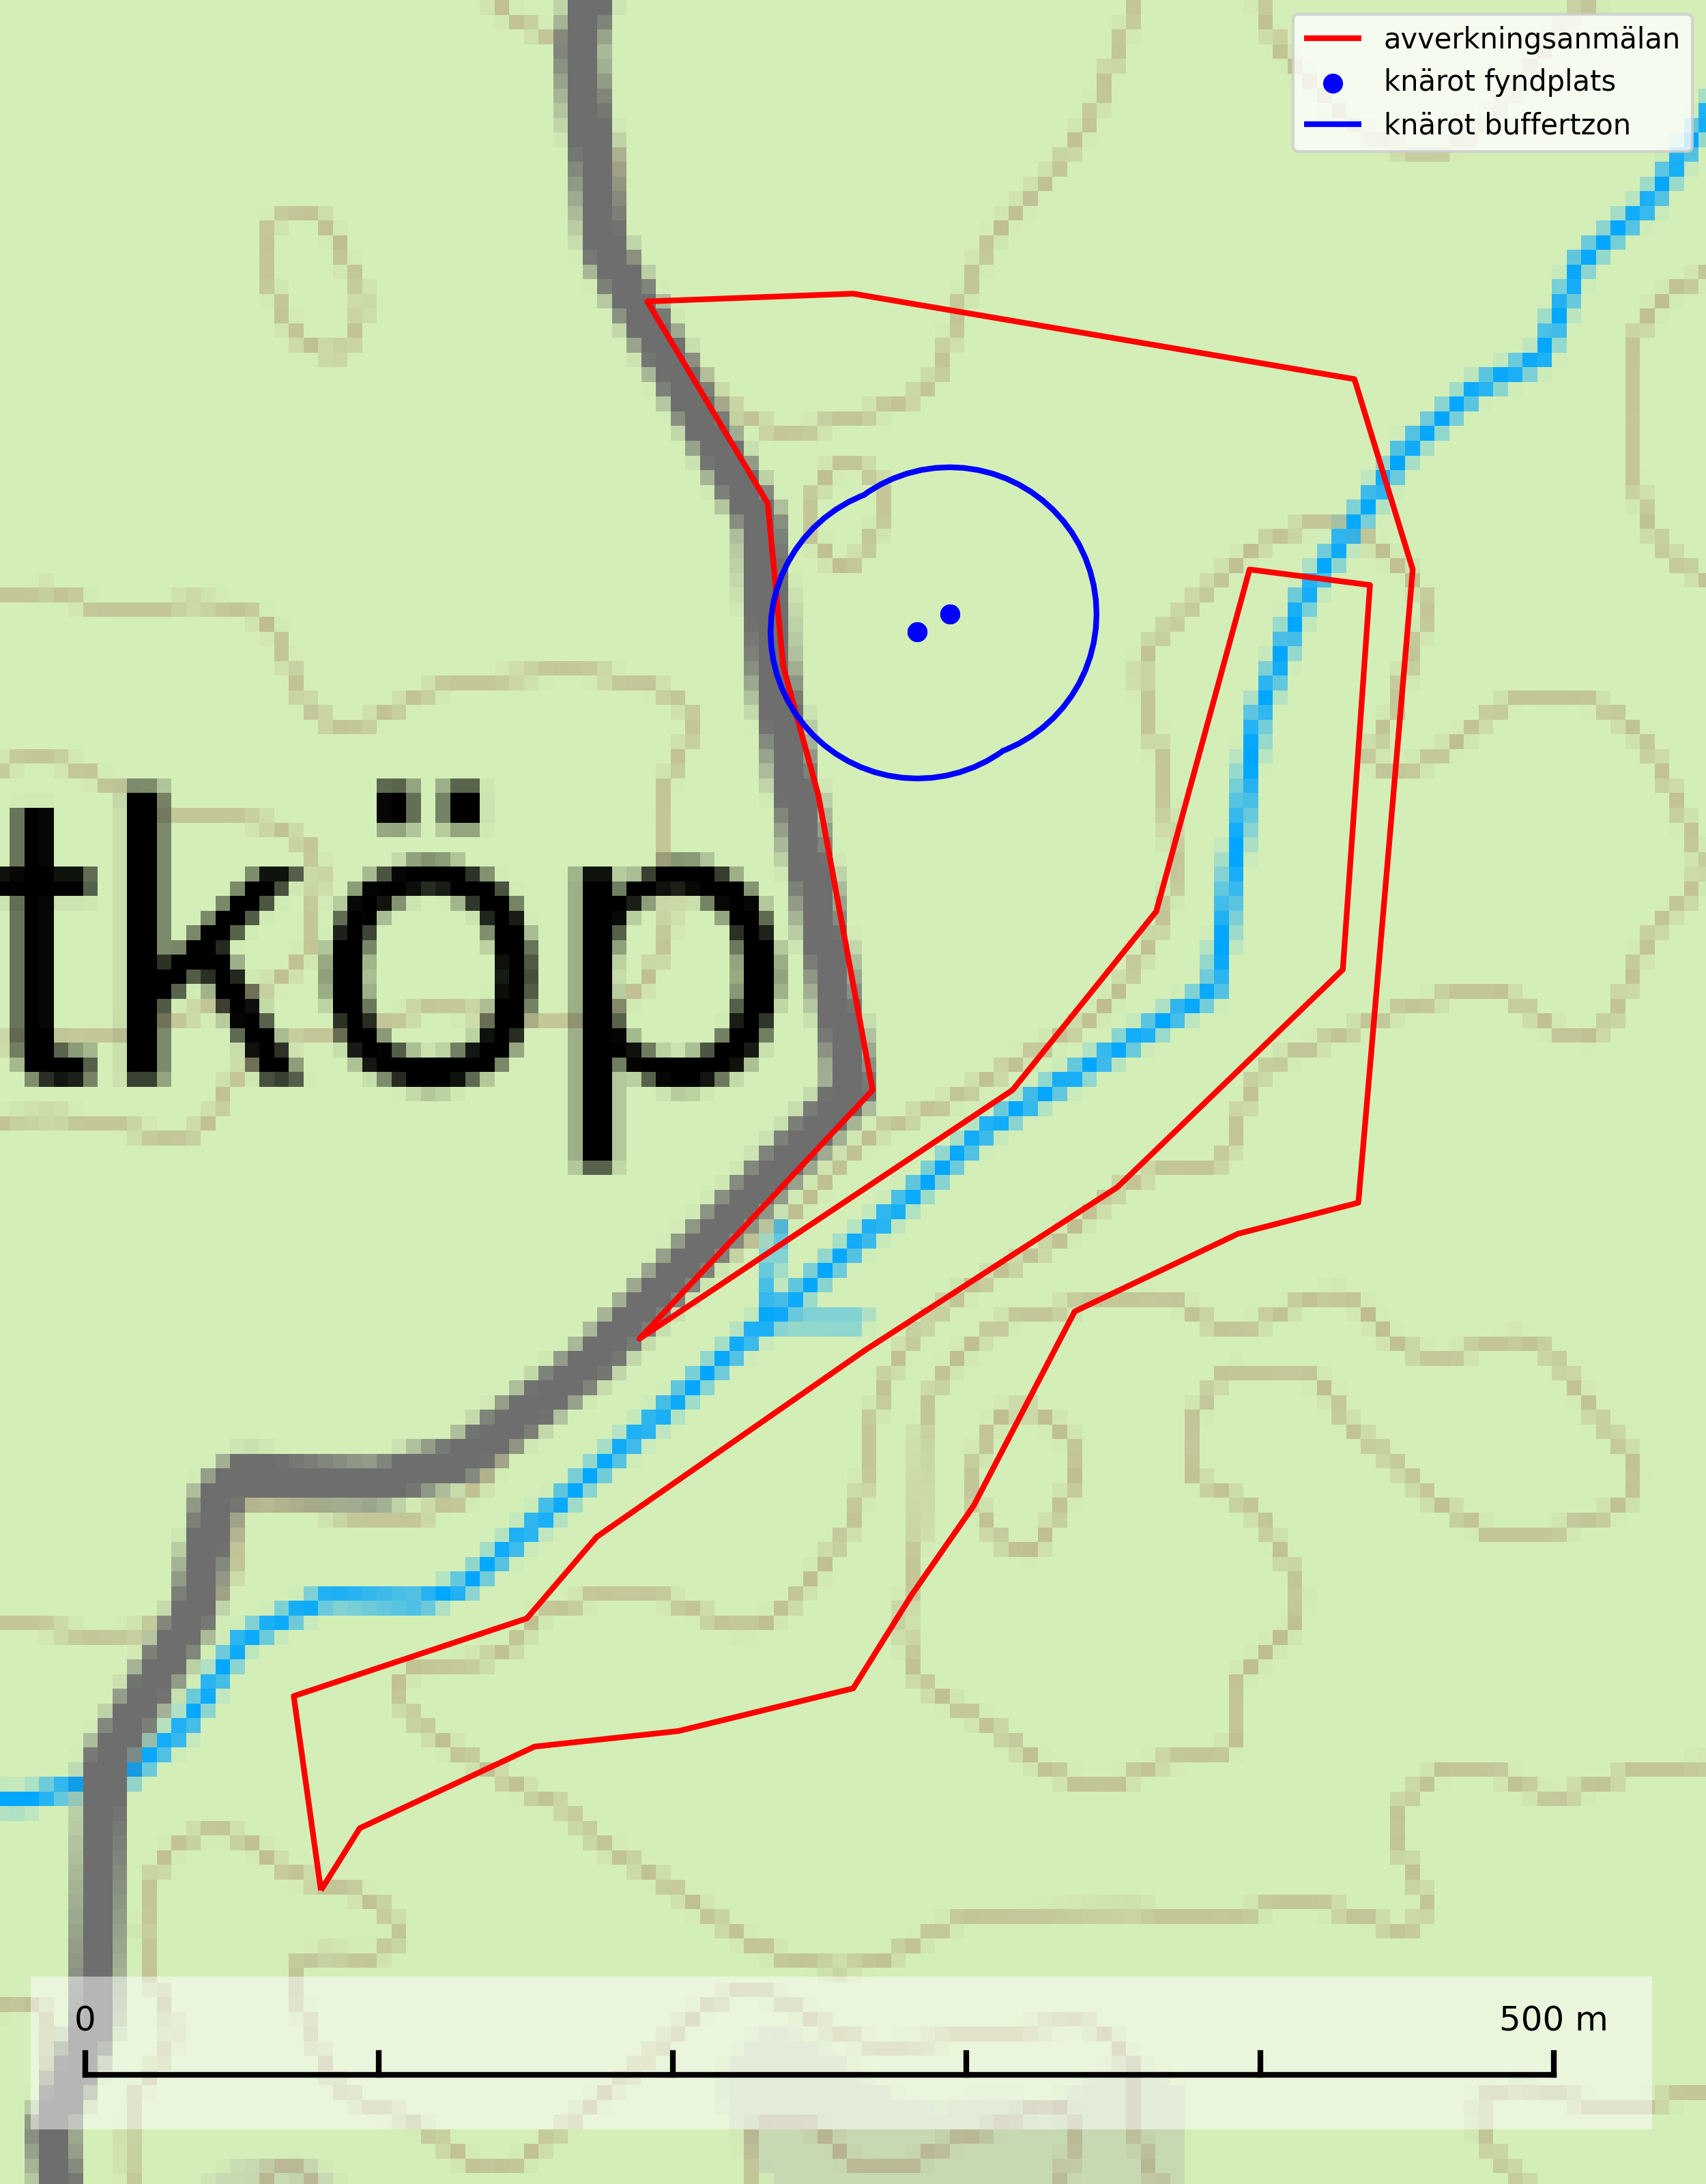 avverkningsanmälan
knärot fyndplats
knärot buffertzon
tköp
0 500 m